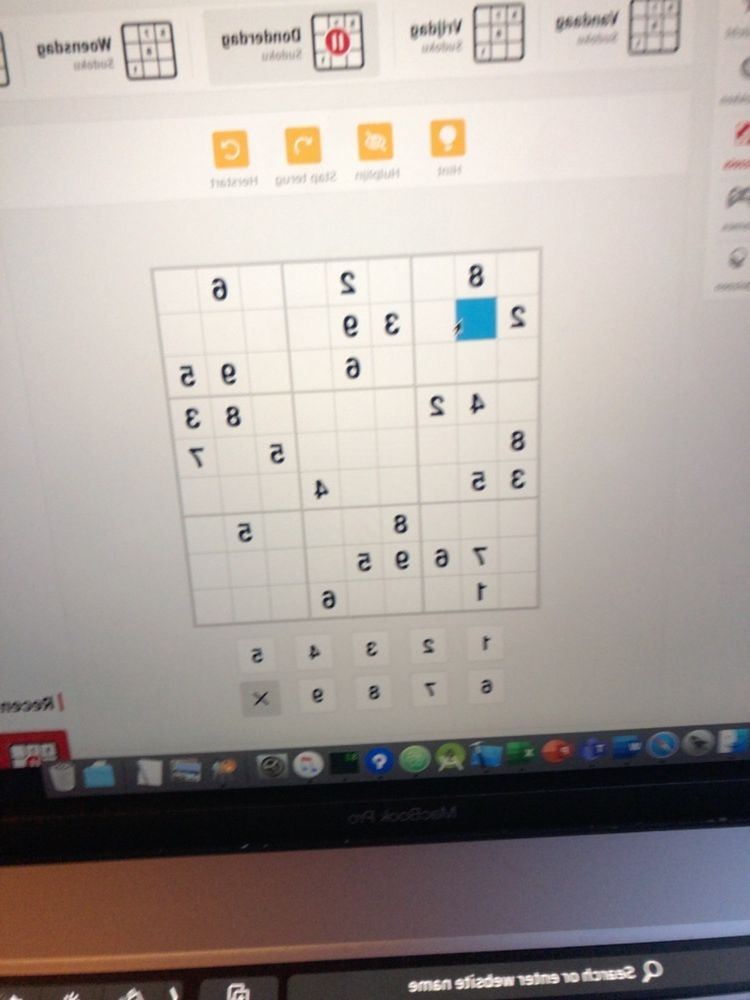 Vandaag Vrijdag Donderdag Woensdag
Sudoku Sudoku Sudoku Sudoku
Hint Hulplijn Stap terug Herstart
8 2 6
2 3 9
6 9 5
4 2 8 3
8 5 7
3 5 4
8 5
7 6 9 5
1 6
1 2 3 4 5
6 7 8 9 X
MacBook Pro
Search or enter website name